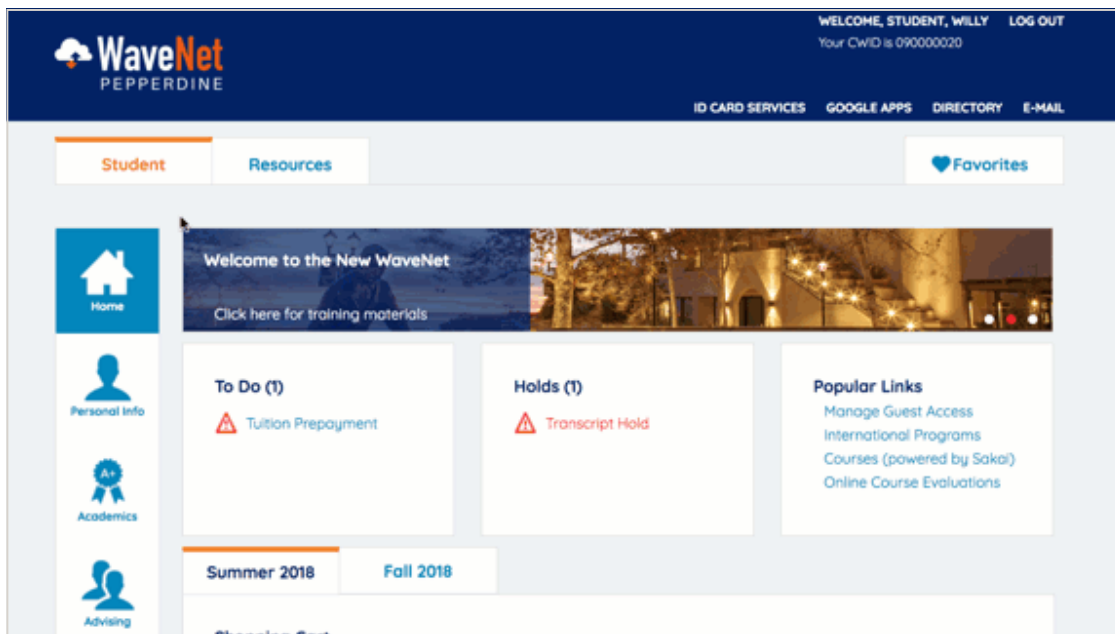 WELCOME, STUDENT, WILLY LOG OUT
Your CWID is 090000020
WaveNet
PEPPERDINE
ID CARD SERVICES GOOGLE APPS DIRECTORY E-MAIL
Student Resources Favorites
Welcome to the New WaveNet
Click here for training materials
Home
Personal Info
A+
Academics
Advising
To Do (1)
Tuition Prepayment
Holds (1)
Transcript Hold
Popular Links
Manage Guest Access
International Programs
Courses (powered by Sakai)
Online Course Evaluations
Summer 2018 Fall 2018
Shopping Cart